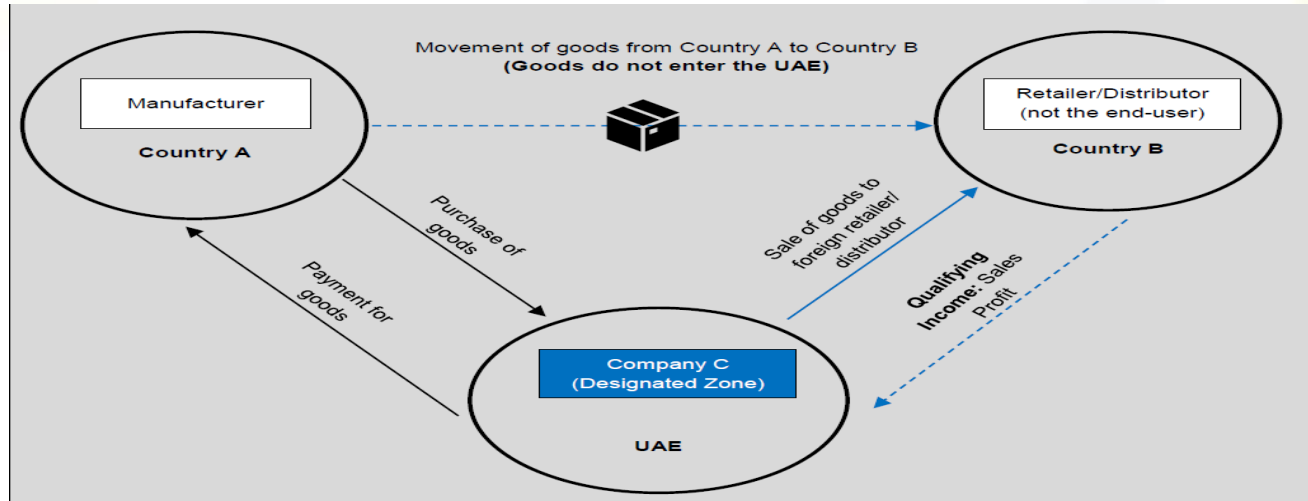 Movement of goods from Country A to Country B
(Goods do not enter the UAE)
Manufacturer
Country A
Retailer/Distributor
(not the end-user)
Country B
Purchase of
goods
Payment for
goods
Sale of goods to
foreign retailer/
distributor
Qualifying
Income: Sales
Profit
Company C
(Designated Zone)
UAE